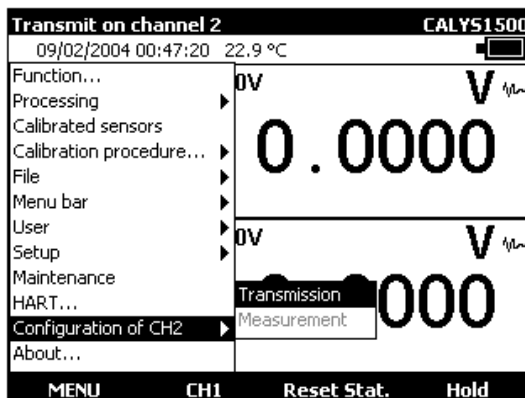 Transmit on channel 2 CALYS1500
09/02/2004 00:47:20 22.9 °C
Function...
Processing
Calibrated sensors
Calibration procedure...
File
Menu bar
User
Setup
Maintenance
HART...
Configuration of CH2
About...
0V V
0.0000
0V V
0000
Transmission
Measurement
MENU CH1 Reset Stat. Hold